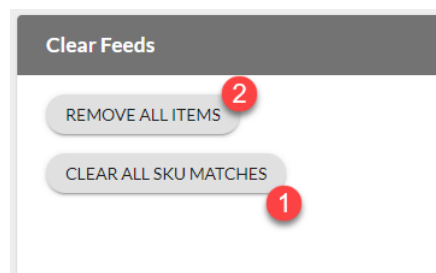 Clear Feeds
2
REMOVE ALL ITEMS
CLEAR ALL SKU MATCHES
1